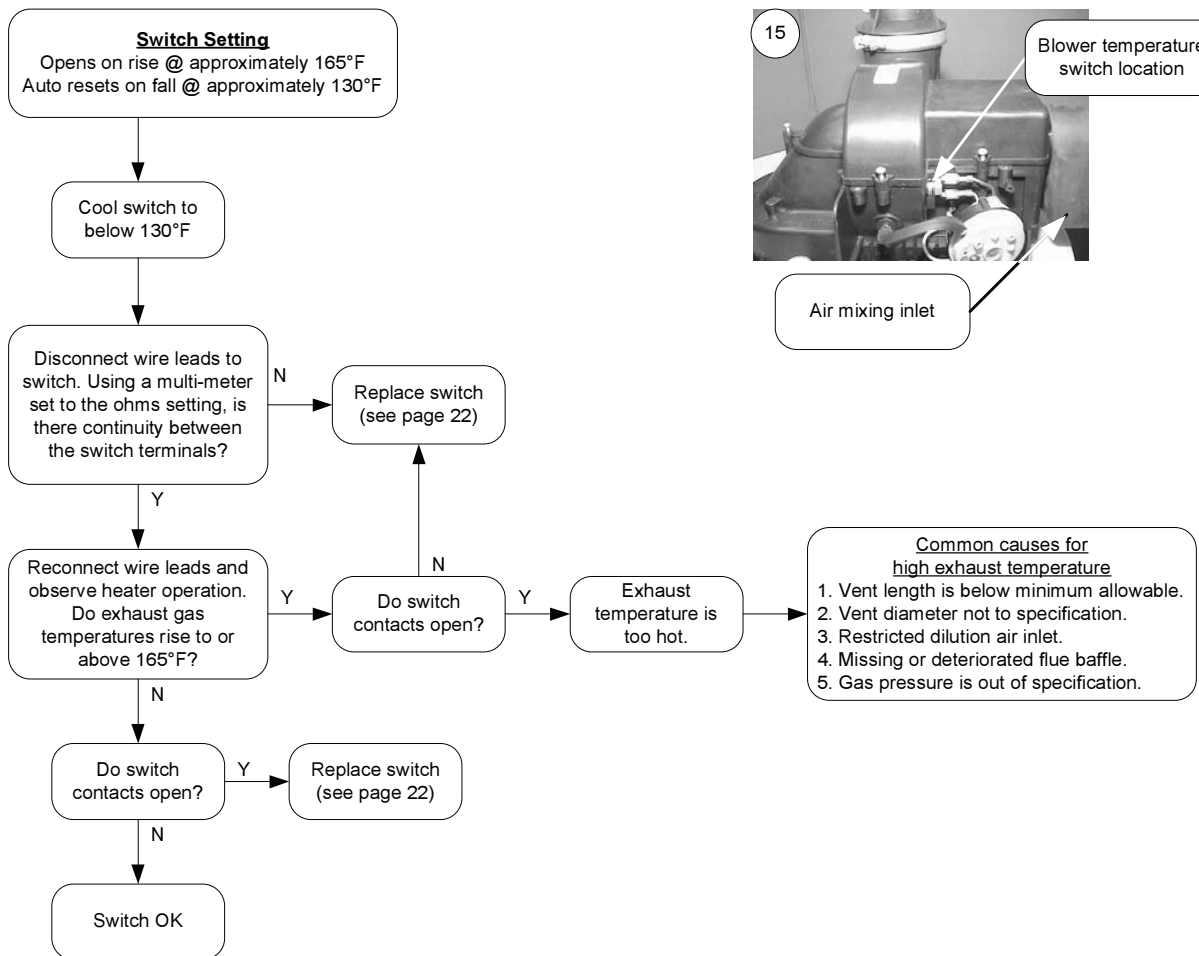 Switch Setting
Opens on rise @ approximately 165°F
Auto resets on fall @ approximately 130°F
15
Blower temperature
switch location
Air mixing inlet
Cool switch to
below 130°F
Disconnect wire leads to
switch. Using a multi-meter
set to the ohms setting, is
there continuity between
the switch terminals?
N
Replace switch
(see page 22)
Y
Reconnect wire leads and
observe heater operation.
Do exhaust gas
temperatures rise to or
above 165°F?
Y
Do switch
contacts open?
N
Y
Exhaust
temperature is
too hot.
Common causes for
high exhaust temperature
1. Vent length is below minimum allowable.
2. Vent diameter not to specification.
3. Restricted dilution air inlet.
4. Missing or deteriorated flue baffle.
5. Gas pressure is out of specification.
N
Do switch
contacts open?
Y
Replace switch
(see page 22)
N
Switch OK